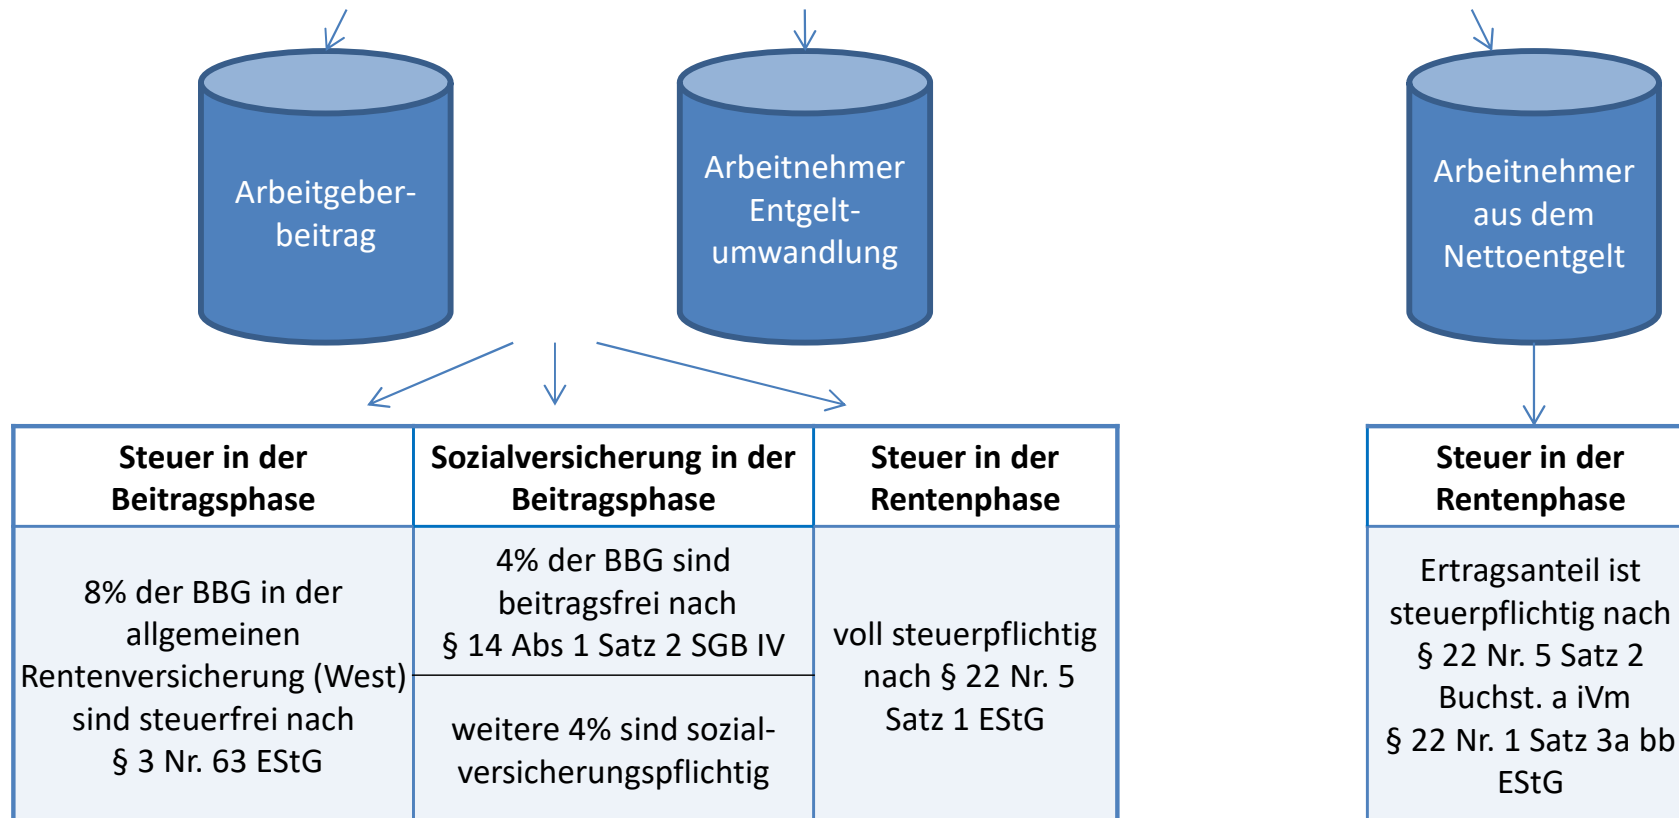 Arbeitgeber-
beitrag
Arbeitnehmer
Entgelt-
umwandlung
Arbeitnehmer
aus dem
Nettoentgelt
Steuer in der
Beitragsphase
Sozialversicherung in der
Beitragsphase
Steuer in der
Rentenphase
8% der BBG in der
allgemeinen
Rentenversicherung (West)
sind steuerfrei nach
§ 3 Nr. 63 EStG
4% der BBG sind
beitragsfrei nach
§ 14 Abs 1 Satz 2 SGB IV
weitere 4% sind sozial-
versicherungspflichtig
voll steuerpflichtig
nach § 22 Nr. 5
Satz 1 EStG
Steuer in der
Rentenphase
Ertragsanteil ist
steuerpflichtig nach
§ 22 Nr. 5 Satz 2
Buchst. a iVm
§ 22 Nr. 1 Satz 3a bb
EStG